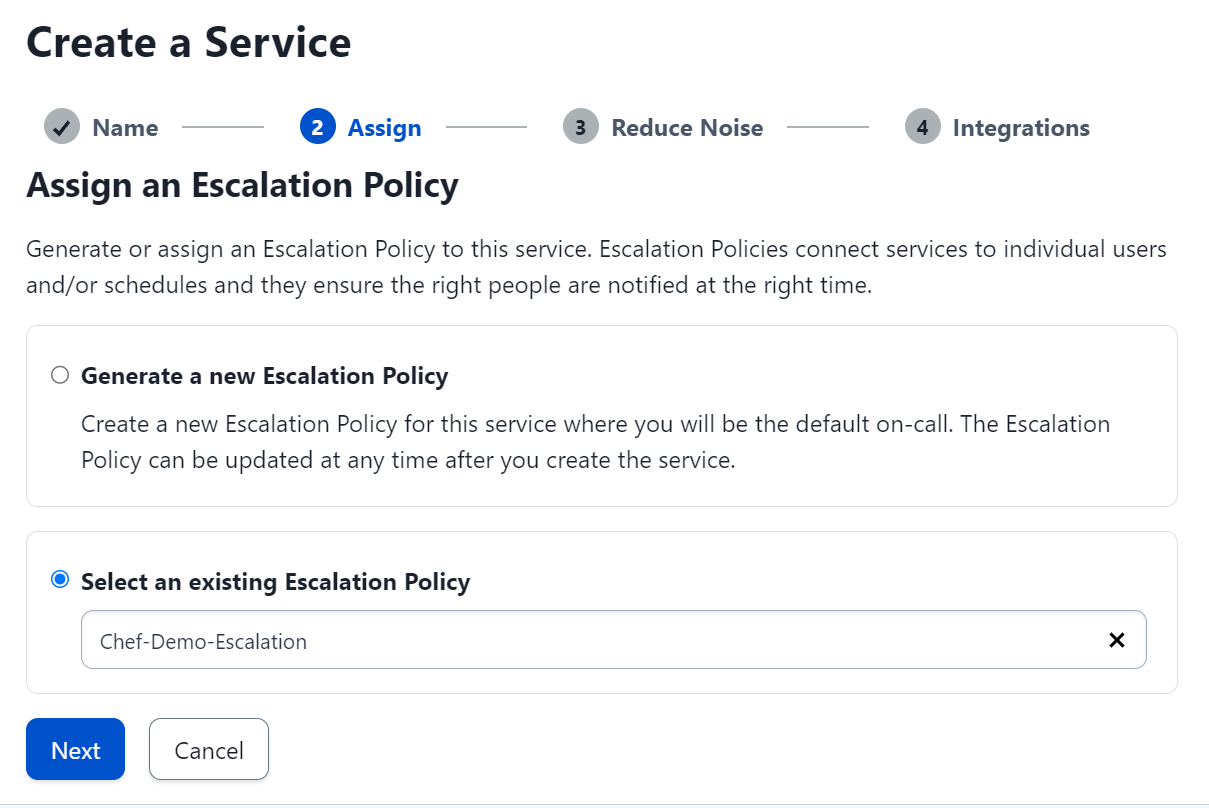 Create a Service
Name
2 Assign
3 Reduce Noise
4 Integrations
Assign an Escalation Policy
Generate or assign an Escalation Policy to this service. Escalation Policies connect services to individual users
and/or schedules and they ensure the right people are notified at the right time.
Generate a new Escalation Policy
Create a new Escalation Policy for this service where you will be the default on-call. The Escalation
Policy can be updated at any time after you create the service.
Select an existing Escalation Policy
Chef-Demo-Escalation
Next
Cancel